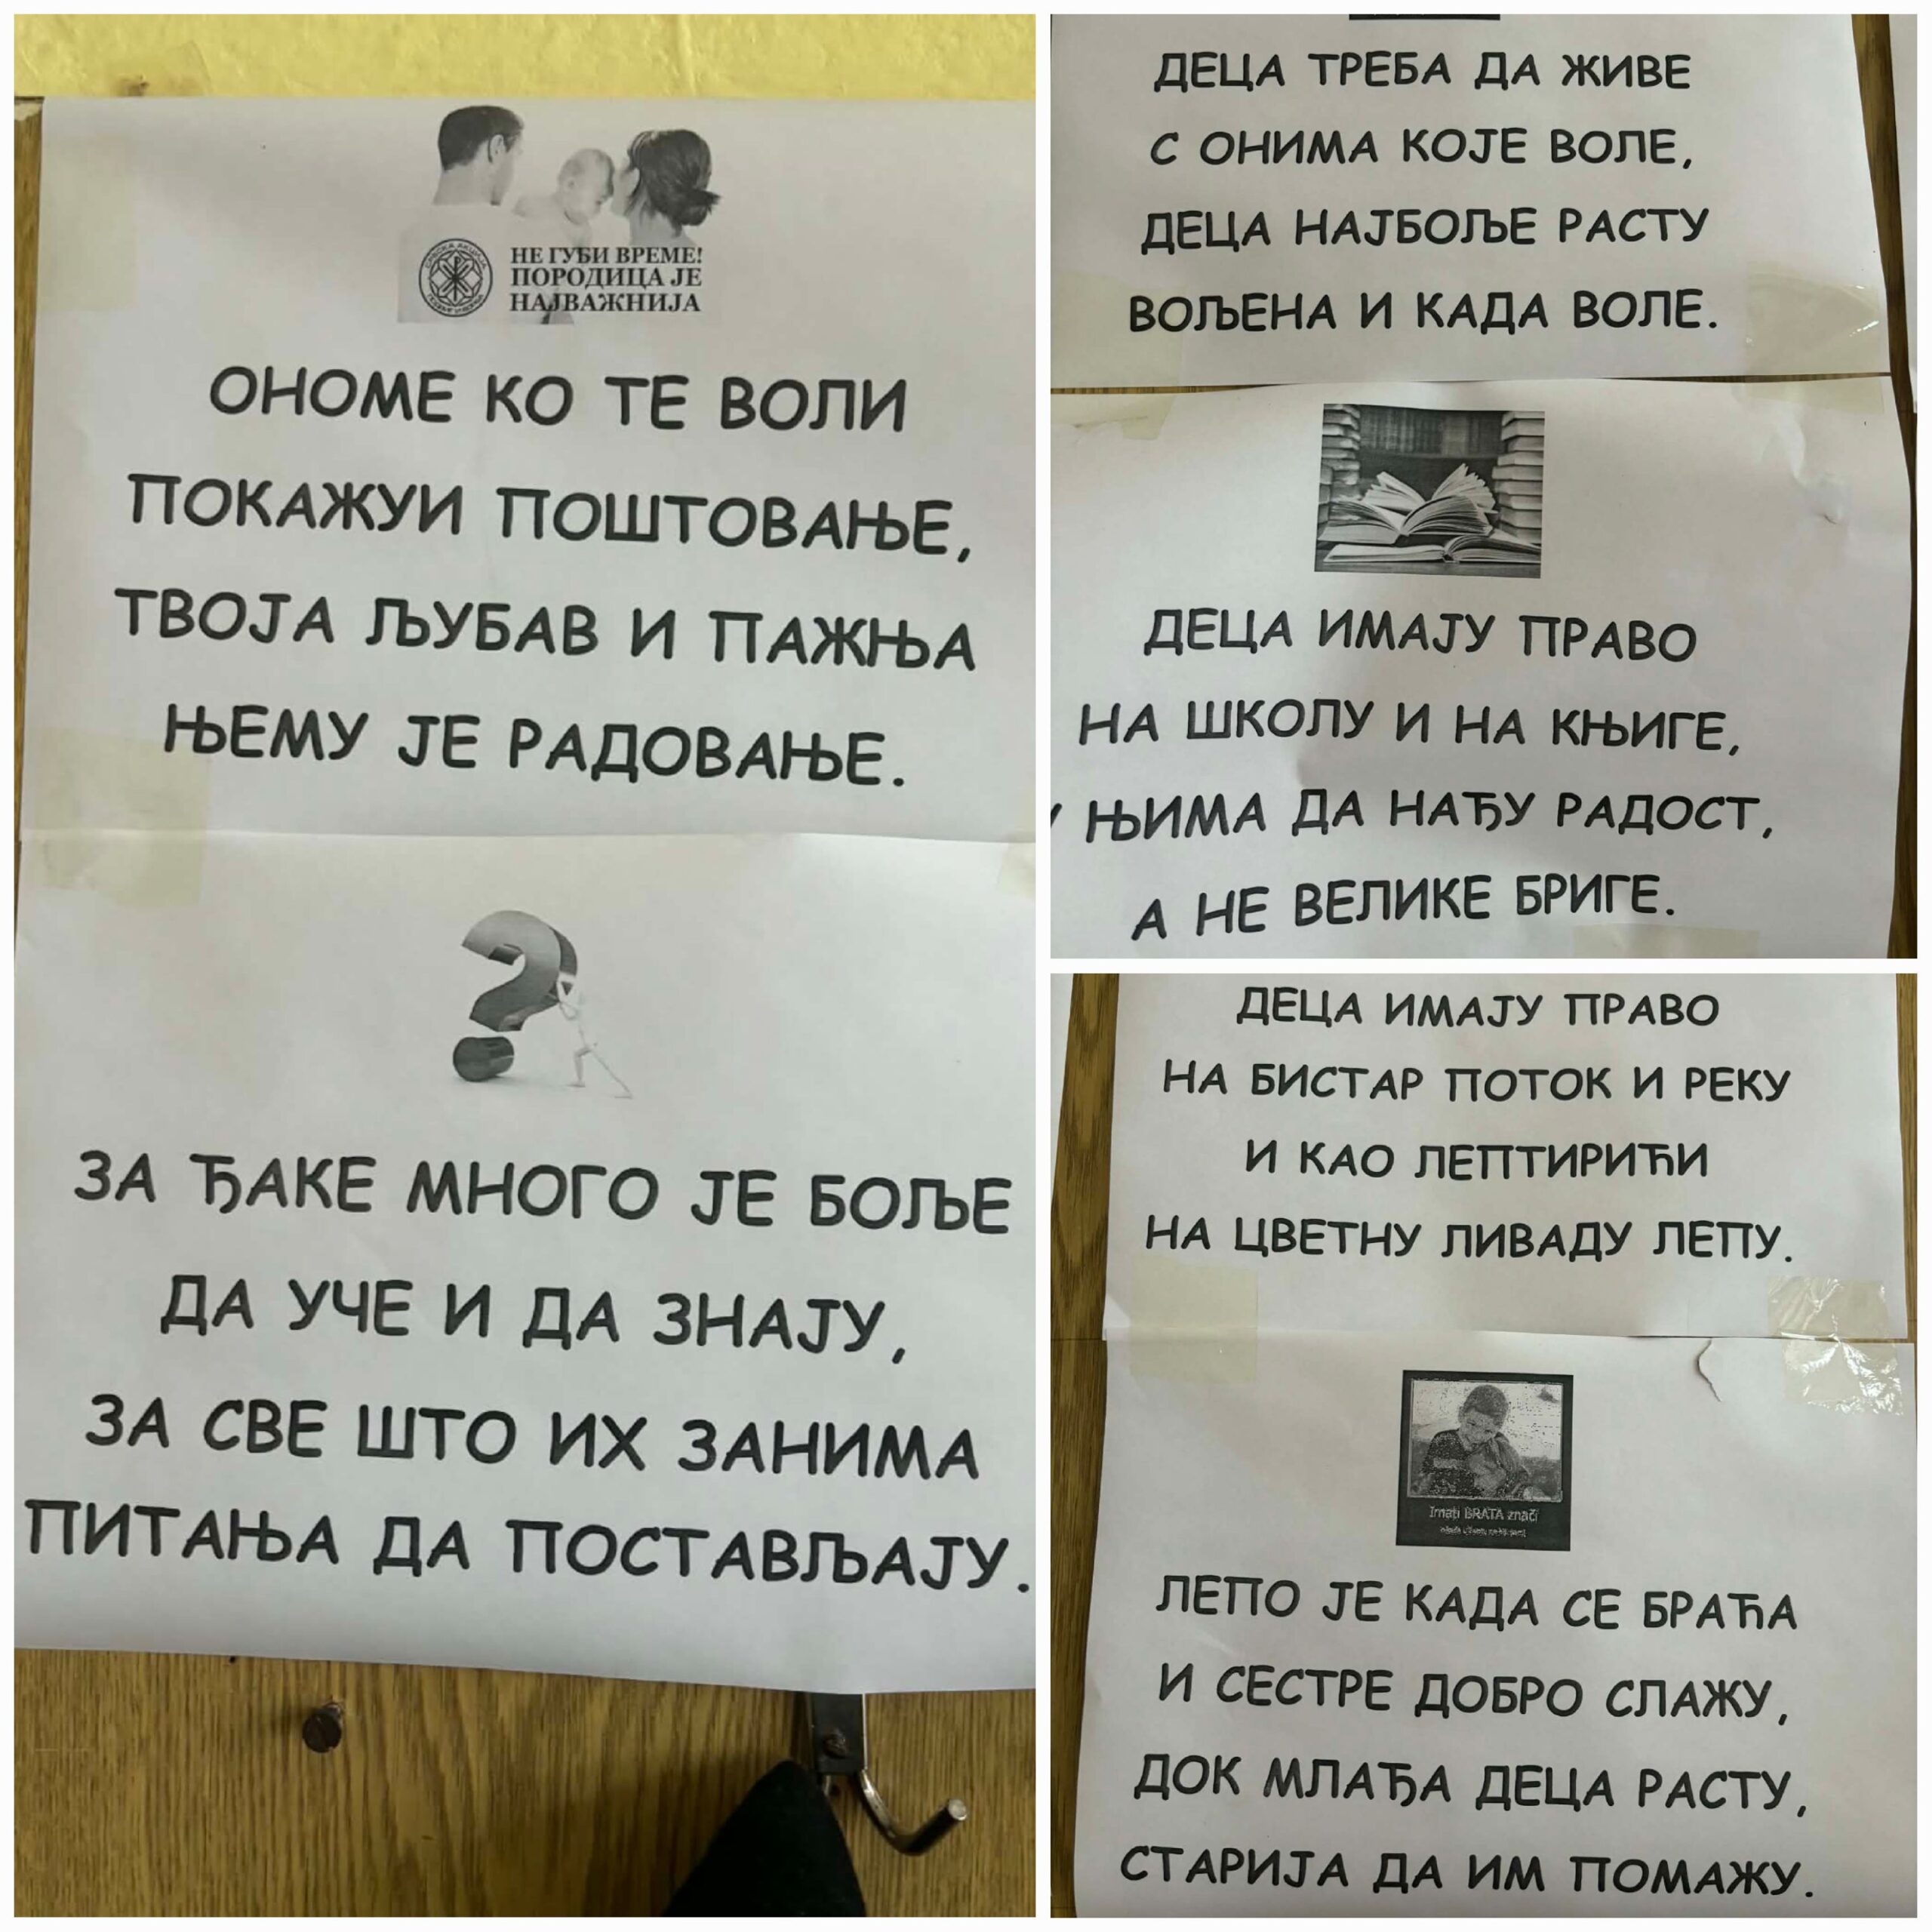 НЕ ГУБИ ВРЕМЕ!
ПОРОДИЦА ЈЕ
НАЈВАЖНИЈА
ОНОМЕ КО ТЕ ВОЛИ
ПОКАЖУИ ПОШТОВАЊЕ,
ТВОЈА ЉУБАВ И ПАЖЊА
ЊЕМУ ЈЕ РАДОВАЊЕ.
ЗА ЂАКЕ МНОГО ЈЕ БОЉЕ
ДА УЧЕ И ДА ЗНАЈУ,
ЗА СВЕ ШТО ИХ ЗАНИМА
ПИТАЊА ДА ПОСТАВЉАЈУ.
ДЕЦА ТРЕБА ДА ЖИВЕ
С ОНИМА КОЈЕ ВОЛЕ,
ДЕЦА НАЈБОЉЕ РАСТУ
ВОЉЕНА И КАДА ВОЛЕ.
ДЕЦА ИМАЈУ ПРАВО
НА ШКОЛУ И НА КЊИГЕ,
У ЊИМА ДА НАЂУ РАДОСТ,
А НЕ ВЕЛИКЕ БРИГЕ.
ДЕЦА ИМАЈУ ПРАВО
НА БИСТАР ПОТОК И РЕКУ
И КАО ЛЕПТИРИЋИ
НА ЦВЕТНУ ЛИВАДУ ЛЕПУ.
Imati BRATA znači
ЛЕПО ЈЕ КАДА СЕ БРАЋА
И СЕСТРЕ ДОБРО СЛАЖУ,
ДОК МЛАЂА ДЕЦА РАСТУ,
СТАРИЈА ДА ИМ ПОМАЖУ.